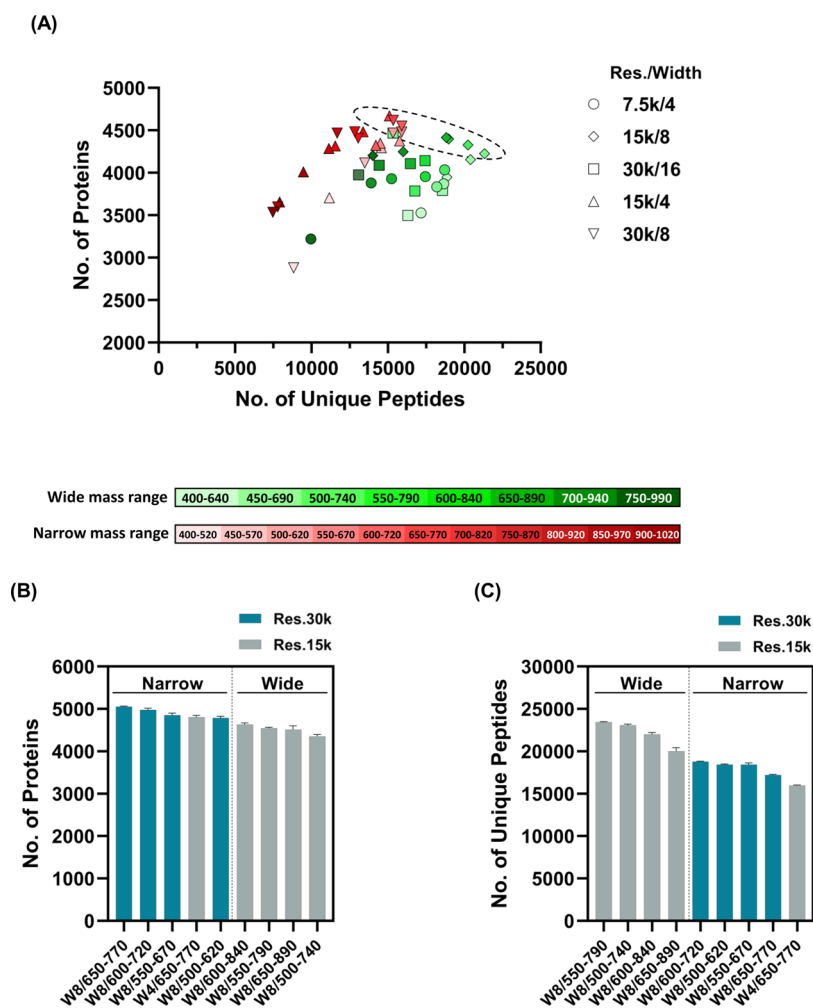 (A)
No. of Proteins
5000
4500
4000
3500
3000
2500
2000
0 5000 10000 15000 20000 25000
No. of Unique Peptides
Res./Width
7.5k/4
15k/8
30k/16
15k/4
30k/8
Wide mass range 400-640 450-690 500-740 550-790 600-840 650-890 700-940 750-990
Narrow mass range 400-520 450-570 500-620 550-670 600-720 650-770 700-820 750-870 800-920 850-970 900-1020
(B)
Res.30k
Res.15k
No. of Proteins
6000
5000
4000
3000
2000
1000
0
Narrow Wide
W8/650-770
W8/600-720
W8/550-670
W4/650-770
W8/500-620
W8/600-840
W8/550-790
W8/650-890
W8/500-740
(C)
Res.30k
Res.15k
No. of Unique Peptides
30000
25000
20000
15000
10000
5000
0
Wide Narrow
W8/550-790
W8/500-740
W8/600-840
W8/650-890
W8/600-720
W8/500-620
W8/550-670
W8/650-770
W4/650-770